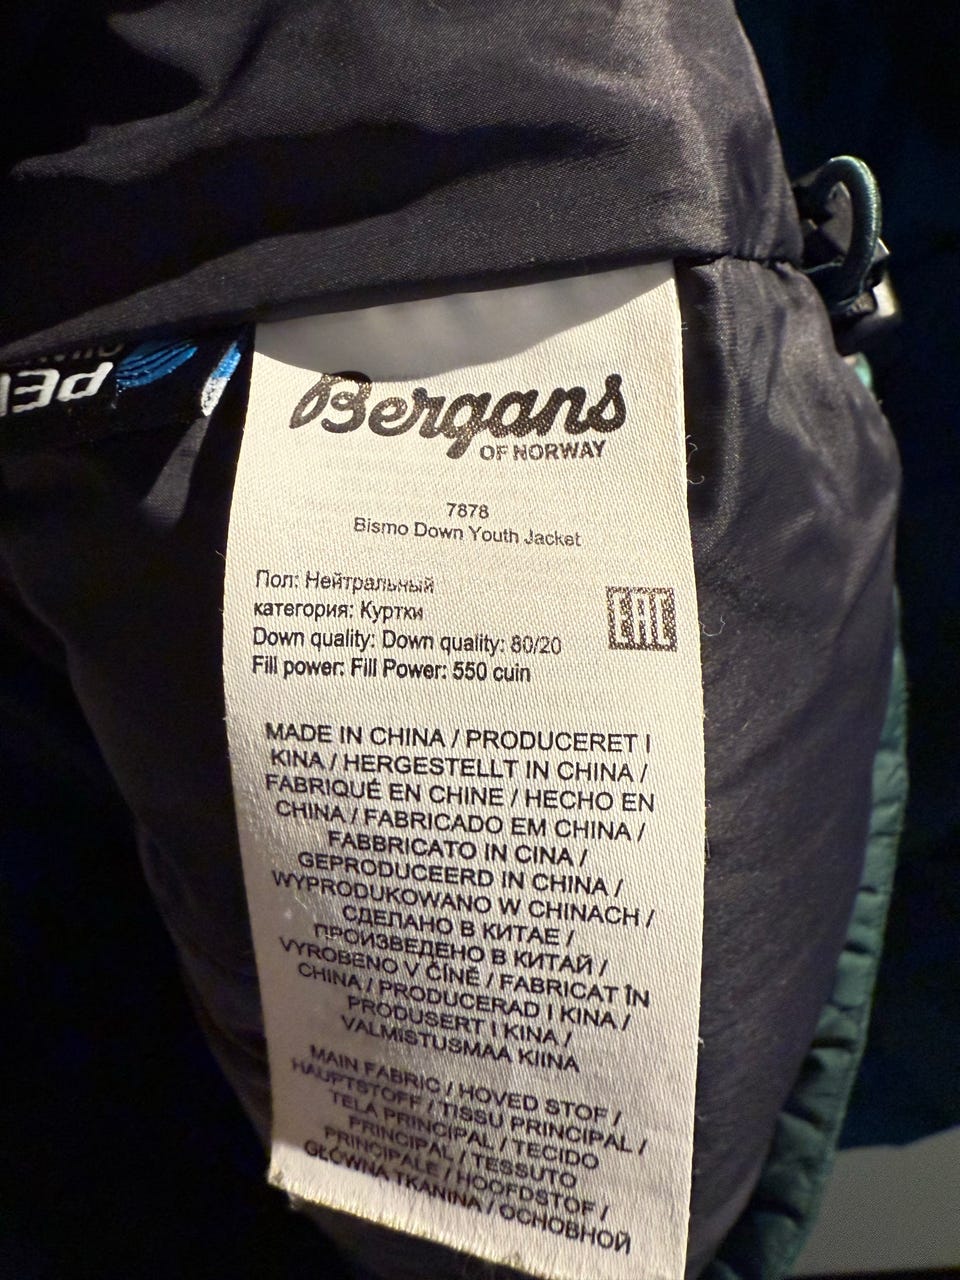 Bergans
OF NORWAY
7878
Bismo Down Youth Jacket
Пол: Нейтральный
категория: Куртки
Down quality: Down quality: 80/20
Fill power: Fill Power: 550 cuin
EAC
MADE IN CHINA / PRODUCERET I
KINA / HERGESTELLT IN CHINA /
FABRIQUÉ EN CHINE / HECHO EN
CHINA / FABRICADO EM CHINA /
FABBRICATO IN CINA /
GEPRODUCEERD IN CHINA /
WYPRODUKOWANO W CHINACH /
СДЕЛАНО В КИТАЕ /
ПРОИЗВЕДЕНО В КИТАЙ /
VYROBENO V ČÍNĚ / FABRICAT ÎN
CHINA / PRODUCERAD I KINA /
PRODUSERT I KINA /
VALMISTUSMAA KIINA
MAIN FABRIC / HOVED STOF /
HAUPTSTOFF / TISSU PRINCIPAL /
TELA PRINCIPAL / TECIDO
PRINCIPAL / TESSUTO
PRINCIPALE / HOOFDSTOF /
GŁÓWNA TKANINA / ОСНОВНОЙ